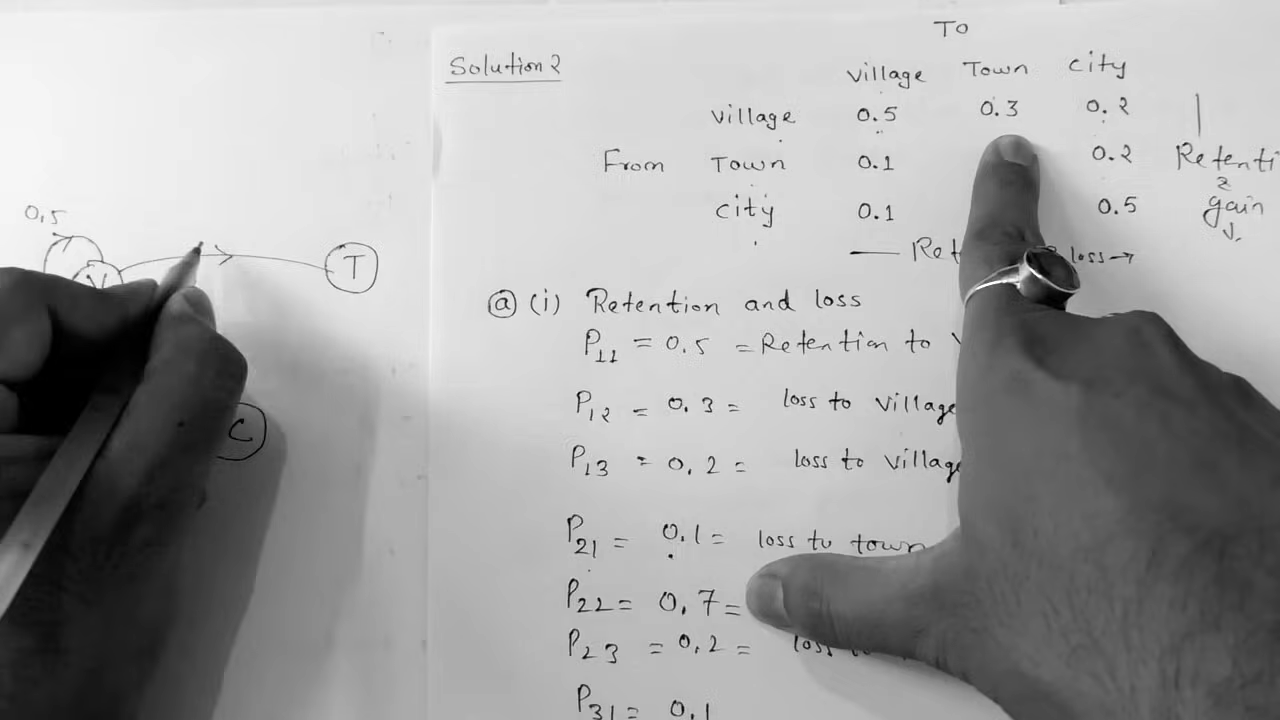 TO
Solution 2
Village Town City
Village 0.5 0.3 0.2
From Town 0.1 0.2
City 0.1 0.5
gain
loss →
ⓐ (i) Retention and loss
P11 = 0.5 = Retention to
P12 = 0.3 = loss to village
P13 = 0.2 = loss to village
P21 = 0.1 = loss to town
P22 = 0.7 =
P23 = 0.2 = loss
P31 = 0.1
0.5
T
C